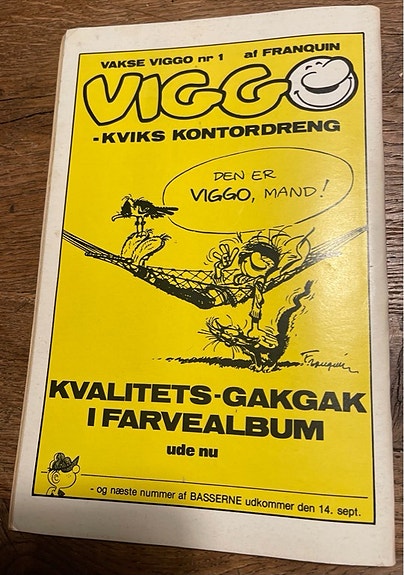 VAKSE VIGGO nr 1 af FRANQUIN
VIGGO
- KVIKS KONTORDRENG
DEN ER
VIGGO, MAND!
Franquin
KVALITETS-GAKGAK
I FARVEALBUM
ude nu
- og næste nummer af BASSERNE udkommer den 14. sept.